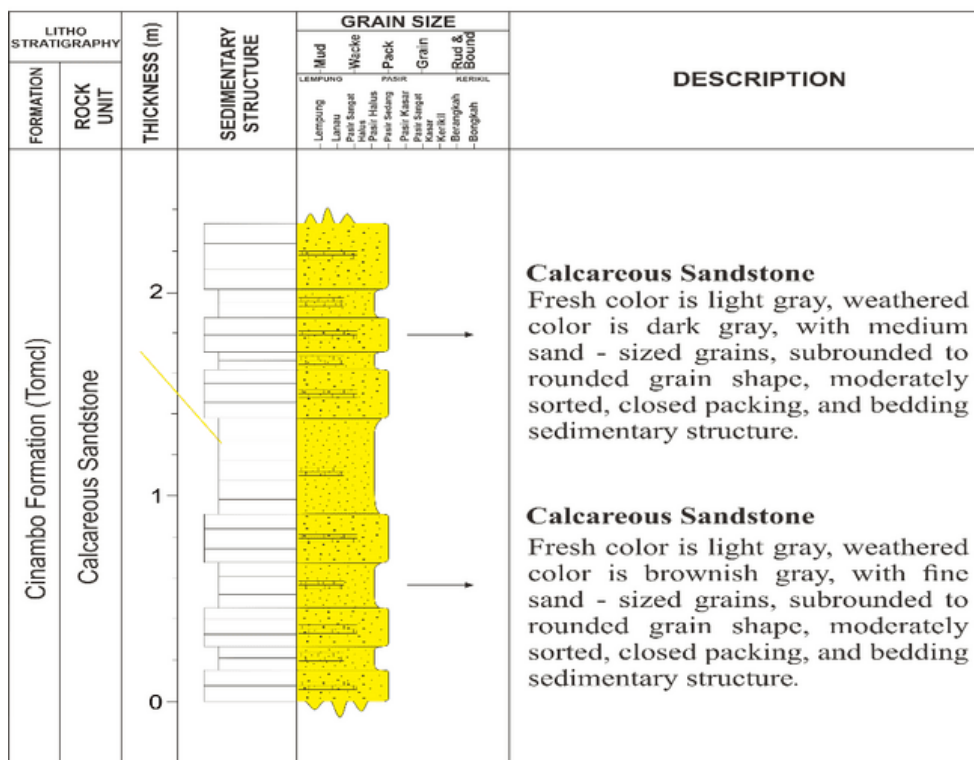 LITHO
STRATIGRAPHY
FORMATION
ROCK
UNIT
THICKNESS (m)
SEDIMENTARY
STRUCTURE
GRAIN SIZE
Mud
Wacke
Pack
Grain
Rud &
Bound
LEMPUNG
PASIR
KERIKIL
Lempung
Lanau
Pasir Sangat
Halus
Pasir Halus
Pasir Sedang
Pasir Kasar
Pasir Sangat
Kasar
Kerikil
Berangkah
Bongkah
DESCRIPTION
Cinambo Formation (Tomcl)
Calcareous Sandstone
2
1
0
Calcareous Sandstone
Fresh color is light gray, weathered
color is dark gray, with medium
sand - sized grains, subrounded to
rounded grain shape, moderately
sorted, closed packing, and bedding
sedimentary structure.
Calcareous Sandstone
Fresh color is light gray, weathered
color is brownish gray, with fine
sand - sized grains, subrounded to
rounded grain shape, moderately
sorted, closed packing, and bedding
sedimentary structure.